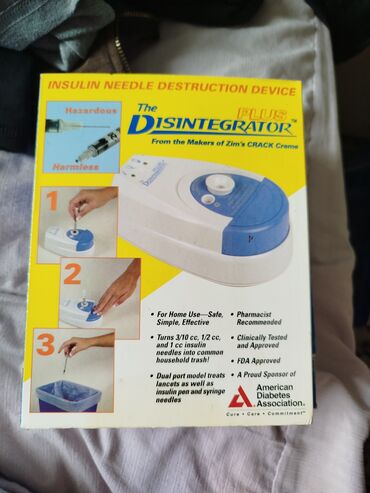 INSULIN NEEDLE DESTRUCTION DEVICE
Hazardous
Harmless
The
DISINTEGRATOR PLUS™
From the Makers of Zim's CRACK Creme
1
2
3
The
Disintegrator
• For Home Use—Safe,
Simple, Effective
• Turns 3/10 cc, 1/2 cc,
and 1 cc insulin
needles into common
household trash!
• Dual port model treats
lancets as well as
insulin pen and syringe
needles
• Pharmacist
Recommended
• Clinically Tested
and Approved
• FDA Approved
• A Proud Sponsor of
American
Diabetes
Association.
Cure • Care • Commitment